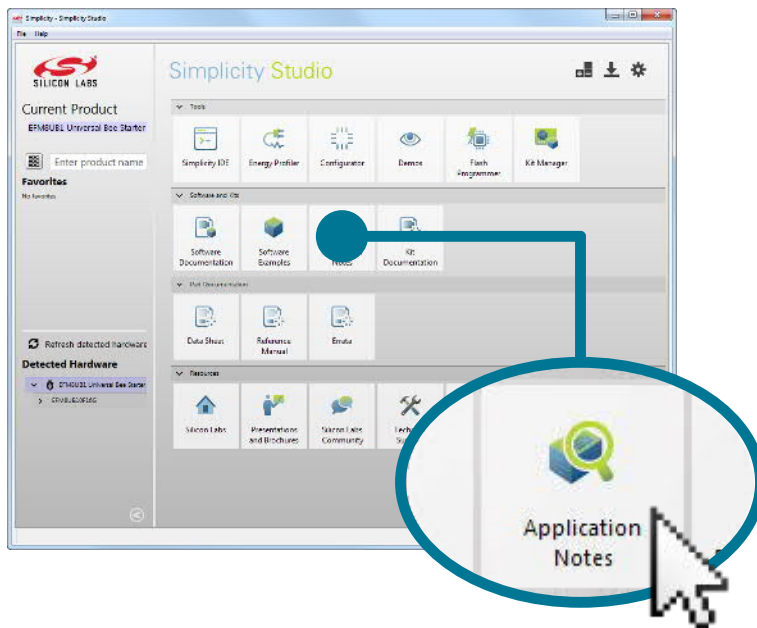 Simplicity - Simplicity Studio
File Help
SILICON LABS
Simplicity Studio
Current Product
EFM8UB1 Universal Bee Starter
Enter product name
Favorites
No favorites
Tools
Simplicity IDE
Energy Profiler
Configurator
Demos
Flash
Programmer
Kit Manager
Software and Kits
Software
Documentation
Software
Examples
Notes
Kit
Documentation
Part Documentation
Data Sheet
Reference
Manual
Errata
Refresh detected hardware
Detected Hardware
EFM8UB1 Universal Bee Starter
Resources
Silicon Labs
Presentations
and Brochures
Silicon Labs
Community
Application
Notes